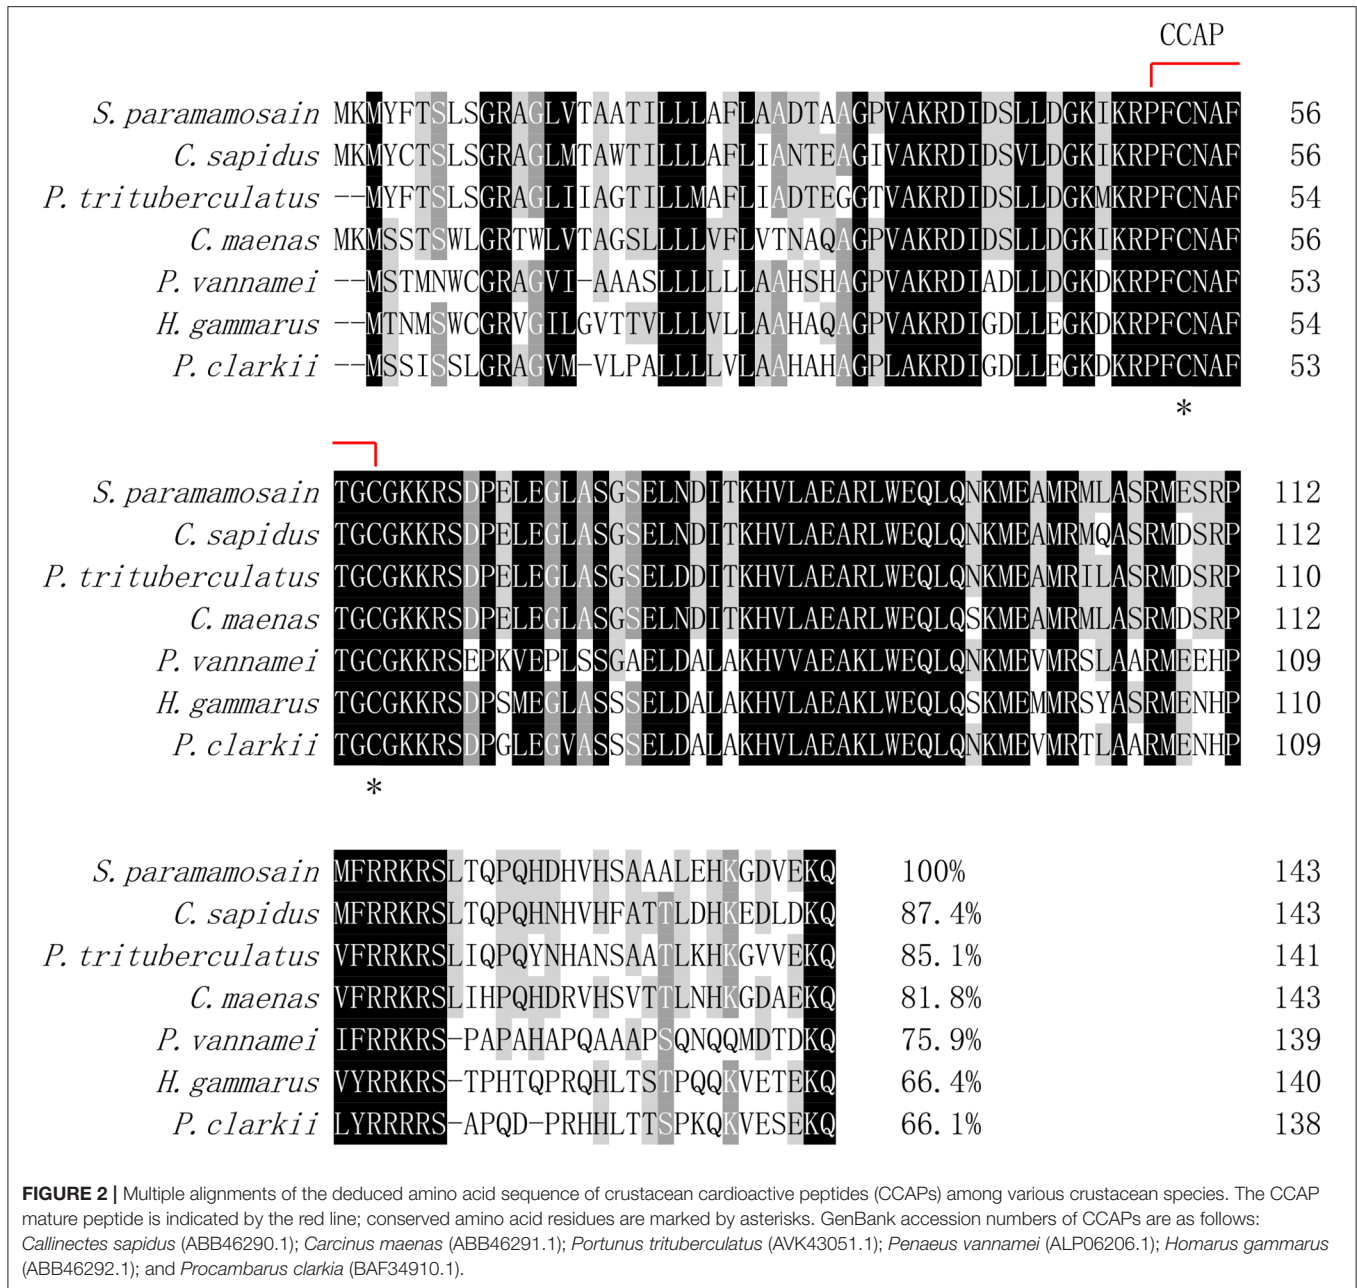 CCAP
S. paramamosain MKMYFTSLSGRAGLVTAATILLLAFLAADTAAGPVAKRDIDSLLDGKIKRPFCNAF 56
C. sapidus MKMYCTSLSGRAGLMTAWTILLLAFLIANTEAGIVAKRDIDSVLDGKIKRPFCNAF 56
P. trituberculatus --MYFTSLSGRAGLIIAGTILLMAFLIADTEGGTVAKRDIDSLLDGKMKRPFCNAF 54
C. maenas MKMSSTSWLGRTWLVTAGSLLLLVFLVTNAQAGPVAKRDIDSLLDGKIKRPFCNAF 56
P. vannamei --MSTMNWCGRAGVI-AAASLLLLLLAAHSHAGPVAKRDIADLLDGKDKRPFCNAF 53
H. gammarus --MTNMSWCGRVGILGVTTVLLLVLLAAHAQAGPVAKRDIGDLLEGKDKRPFCNAF 54
P. clarkii --MSSISSLGRAGVM-VLPALLLLVLAAHAHAGPLAKRDIGDLLEGKDKRPFCNAF 53
*
S. paramamosain TGCGKKRSDPELEGLASGSELNDITKHVLAEARLWEQLQNKMEAMRMLASRMESRP 112
C. sapidus TGCGKKRSDPELEGLASGSELNDITKHVLAEARLWEQLQNKMEAMRMQASRMDSRP 112
P. trituberculatus TGCGKKRSDPELEGLASGSELDDITKHVLAEARLWEQLQNKMEAMRILASRMDSRP 110
C. maenas TGCGKKRSDPELEGLASGSELNDITKHVLAEARLWEQLQSKMEAMRMLASRMDSRP 112
P. vannamei TGCGKKRSEPKVEPLSSGAELDALAKHVVAEAKLWEQLQNKMEVMRSLAARMEEHP 109
H. gammarus TGCGKKRSDPSMEGLASSSELDALAKHVLAEAKLWEQLQSKMEMMRSYASRMENHP 110
P. clarkii TGCGKKRSDPGLEGVASSSELDALAKHVLAEAKLWEQLQNKMEVMRTLAARMENHP 109
*
S. paramamosain MFRRKRSLTQPQHDHVHSAAALEHKGDVEKQ 100% 143
C. sapidus MFRRKRSLTQPQHNHVHFATTLDHKEDLDKQ 87.4% 143
P. trituberculatus VFRRKRSLIQPQYNHANSAATLKHKGVVEKQ 85.1% 141
C. maenas VFRRKRSLIHPQHDRVHSVTTLNHKGDAEKQ 81.8% 143
P. vannamei IFRRKRS-PAPAHAPQAAAPSQNQQMDTDKQ 75.9% 139
H. gammarus VYRRKRS-TPHTQPRQHLTSTPQQKVETEKQ 66.4% 140
P. clarkii LYRRRRS-APQD-PRHHLTTSPKQKVESEKQ 66.1% 138
FIGURE 2 | Multiple alignments of the deduced amino acid sequence of crustacean cardioactive peptides (CCAPs) among various crustacean species. The CCAP
mature peptide is indicated by the red line; conserved amino acid residues are marked by asterisks. GenBank accession numbers of CCAPs are as follows:
Callinectes sapidus (ABB46290.1); Carcinus maenas (ABB46291.1); Portunus trituberculatus (AVK43051.1); Penaeus vannamei (ALP06206.1); Homarus gammarus
(ABB46292.1); and Procambarus clarkia (BAF34910.1).